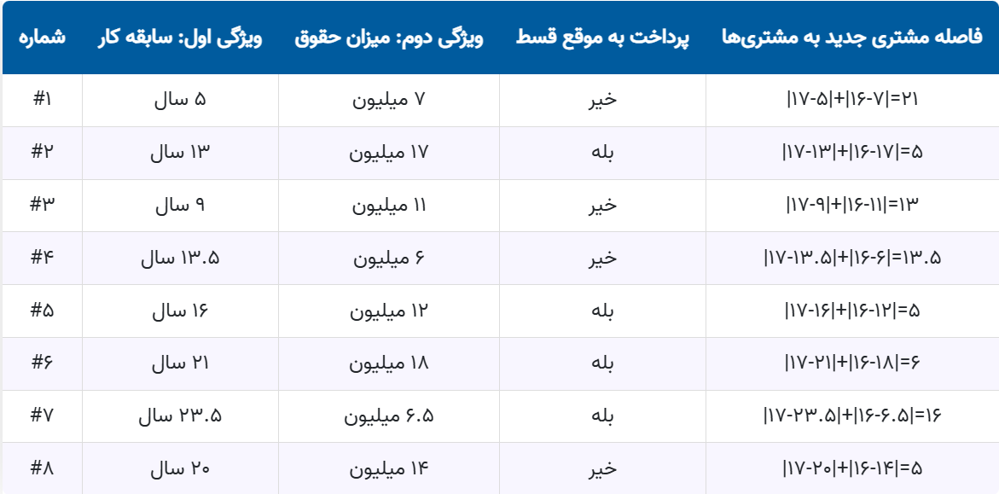 شماره ویژگی اول: سابقه کار ویژگی دوم: میزان حقوق پرداخت به موقع قسط فاصله مشتری جدید به مشتری‌ها
#۱ ۵ سال ۷ میلیون خیر |۱۷-۵|+|۱۶-۷|=۲۱
#۲ ۱۳ سال ۱۷ میلیون بله |۱۷-۱۳|+|۱۶-۱۷|=۵
#۳ ۹ سال ۱۱ میلیون خیر |۱۷-۹|+|۱۶-۱۱|=۱۳
#۴ ۱۳.۵ سال ۶ میلیون خیر |۱۷-۱۳.۵|+|۱۶-۶|=۱۳.۵
#۵ ۱۶ سال ۱۲ میلیون بله |۱۷-۱۶|+|۱۶-۱۲|=۵
#۶ ۲۱ سال ۱۸ میلیون بله |۱۷-۲۱|+|۱۶-۱۸|=۶
#۷ ۲۳.۵ سال ۶.۵ میلیون بله |۱۷-۲۳.۵|+|۱۶-۶.۵|=۱۶
#۸ ۲۰ سال ۱۴ میلیون خیر |۱۷-۲۰|+|۱۶-۱۴|=۵